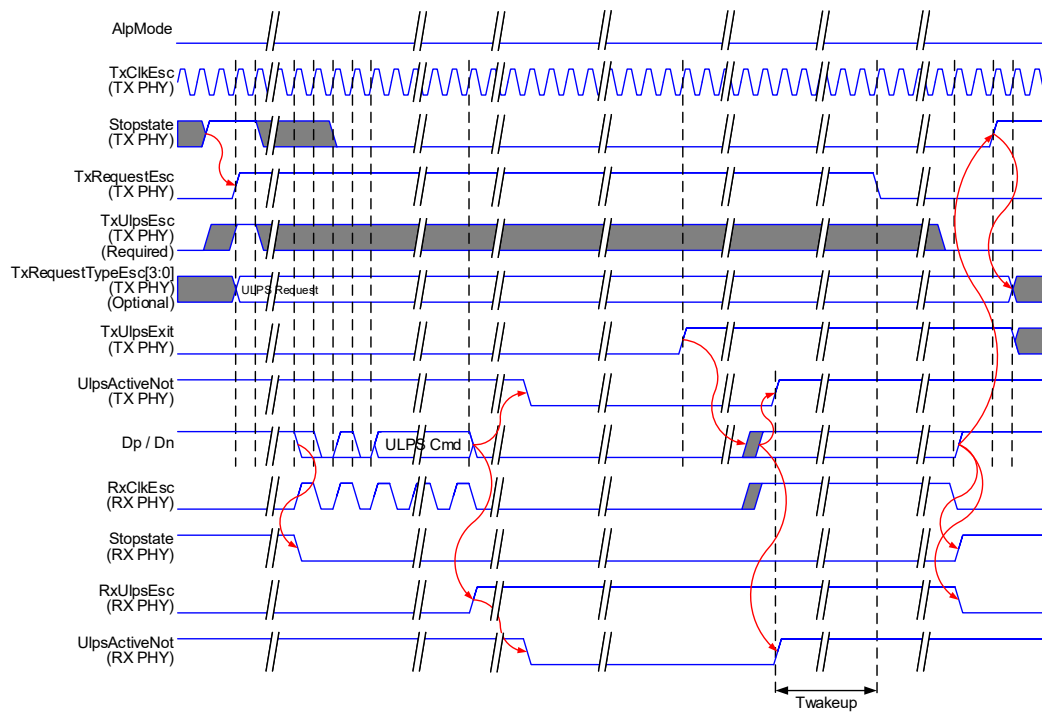 AlpMode
TxClkEsc
(TX PHY)
Stopstate
(TX PHY)
TxRequestEsc
(TX PHY)
TxUlpsEsc
(TX PHY)
(Required)
TxRequestTypeEsc[3:0]
(TX PHY)
(Optional)
ULPS Request
TxUlpsExit
(TX PHY)
UlpsActiveNot
(TX PHY)
Dp / Dn
ULPS Cmd
RxClkEsc
(RX PHY)
Stopstate
(RX PHY)
RxUlpsEsc
(RX PHY)
UlpsActiveNot
(RX PHY)
Twakeup